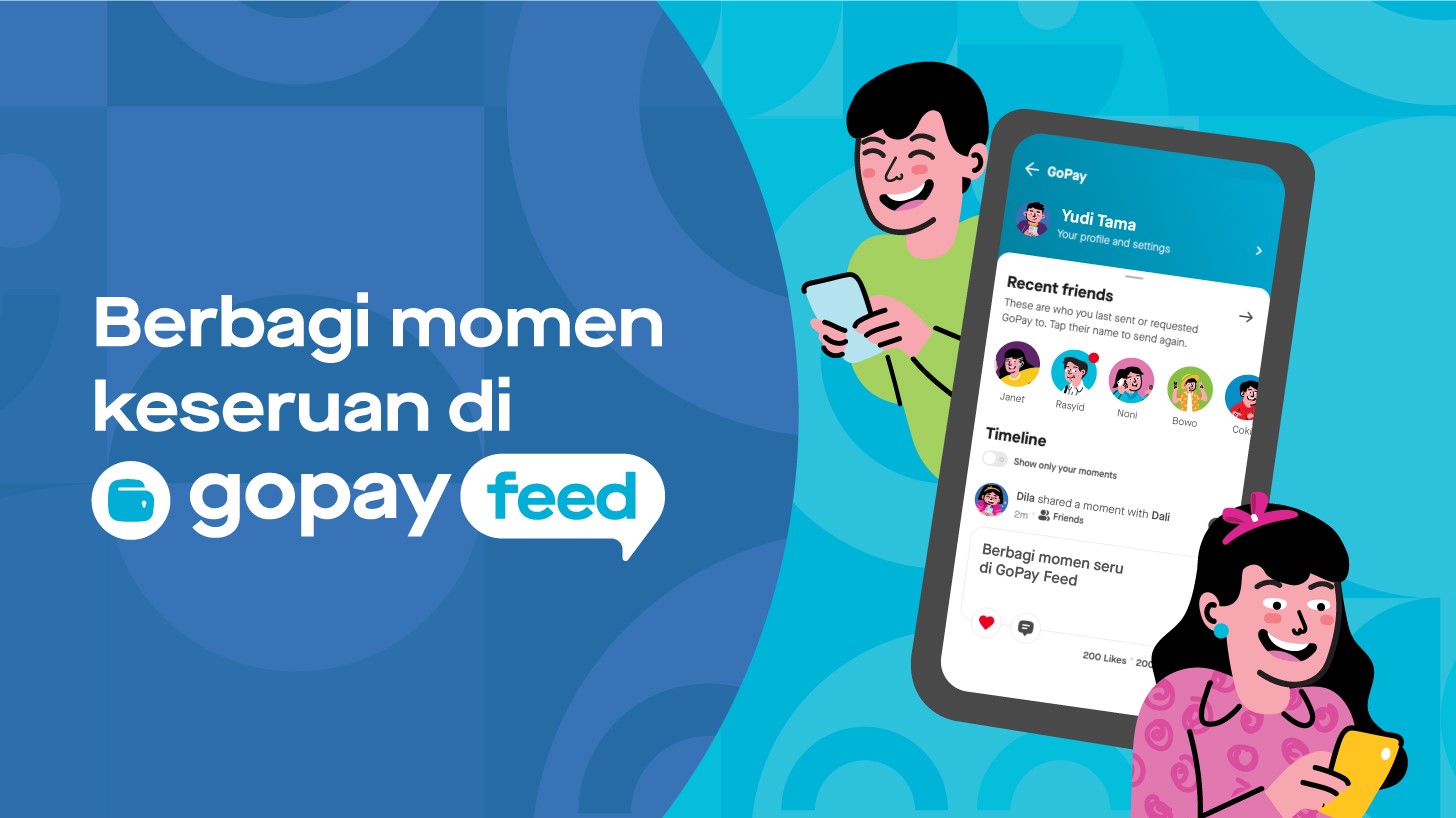 Berbagi momen
keseruan di
gopay feed
GoPay
Yudi Tama
Your profile and settings
Recent friends
These are who you last sent or requested
GoPay to. Tap their name to send again.
Janet
Rasyid
Noni
Bowo
Coki
Timeline
Show only your moments
Dila shared a moment with Dali
2m · Friends
Berbagi momen seru
di GoPay Feed
200 Likes · 200